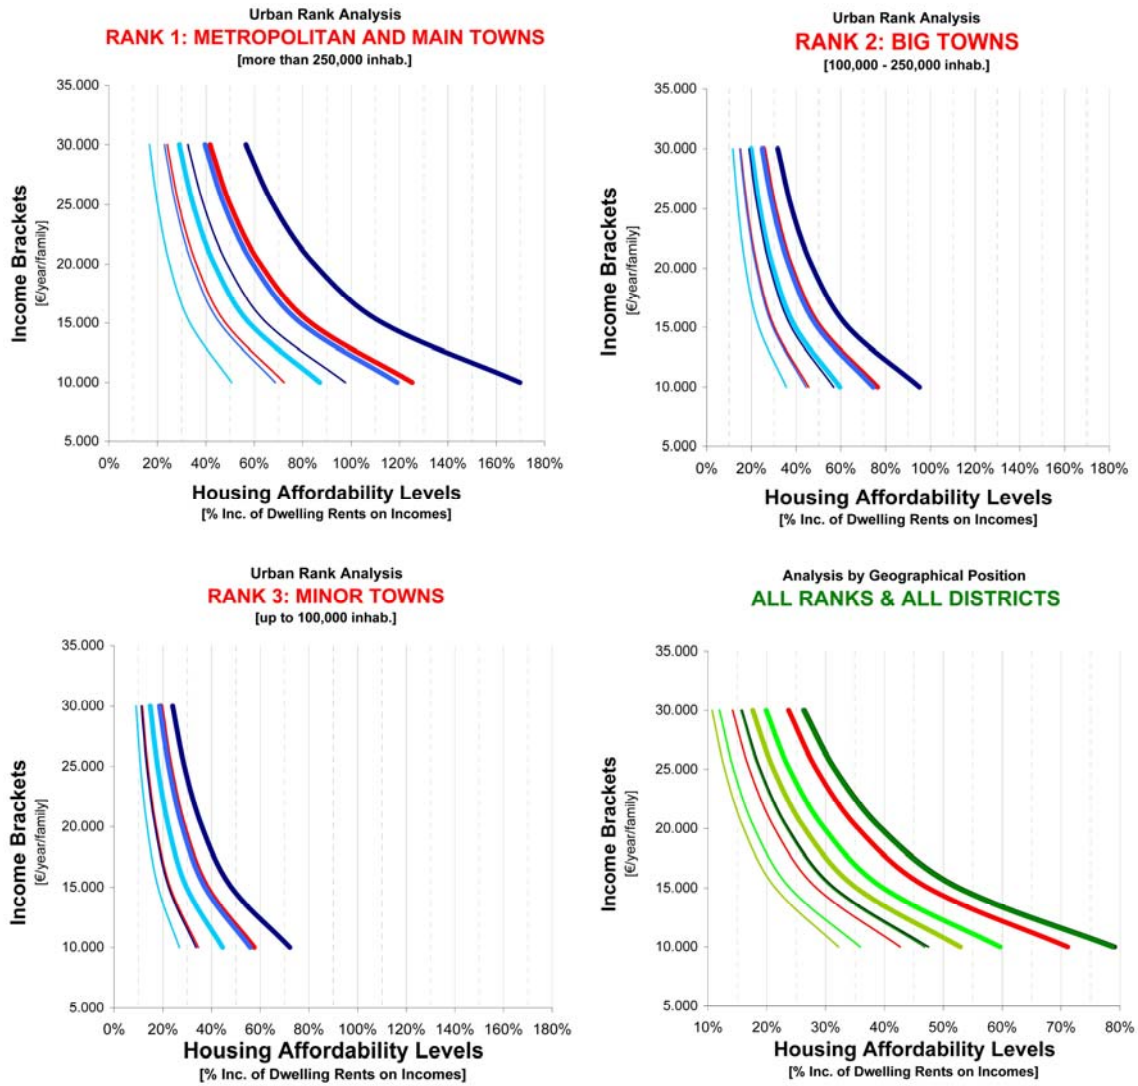 Urban Rank Analysis
RANK 1: METROPOLITAN AND MAIN TOWNS
[more than 250,000 inhab.]
35.000
30.000
25.000
20.000
15.000
10.000
5.000
Income Brackets
[€/year/family]
0% 20% 40% 60% 80% 100% 120% 140% 160% 180%
Housing Affordability Levels
[% Inc. of Dwelling Rents on Incomes]
Urban Rank Analysis
RANK 2: BIG TOWNS
[100,000 - 250,000 inhab.]
35.000
30.000
25.000
20.000
15.000
10.000
5.000
Income Brackets
[€/year/family]
0% 20% 40% 60% 80% 100% 120% 140% 160% 180%
Housing Affordability Levels
[% Inc. of Dwelling Rents on Incomes]
Urban Rank Analysis
RANK 3: MINOR TOWNS
[up to 100,000 inhab.]
35.000
30.000
25.000
20.000
15.000
10.000
5.000
Income Brackets
[€/year/family]
0% 20% 40% 60% 80% 100% 120% 140% 160% 180%
Housing Affordability Levels
[% Inc. of Dwelling Rents on Incomes]
Analysis by Geographical Position
ALL RANKS & ALL DISTRICTS
35.000
30.000
25.000
20.000
15.000
10.000
5.000
Income Brackets
[€/year/family]
10% 20% 30% 40% 50% 60% 70% 80%
Housing Affordability Levels
[% Inc. of Dwelling Rents on Incomes]